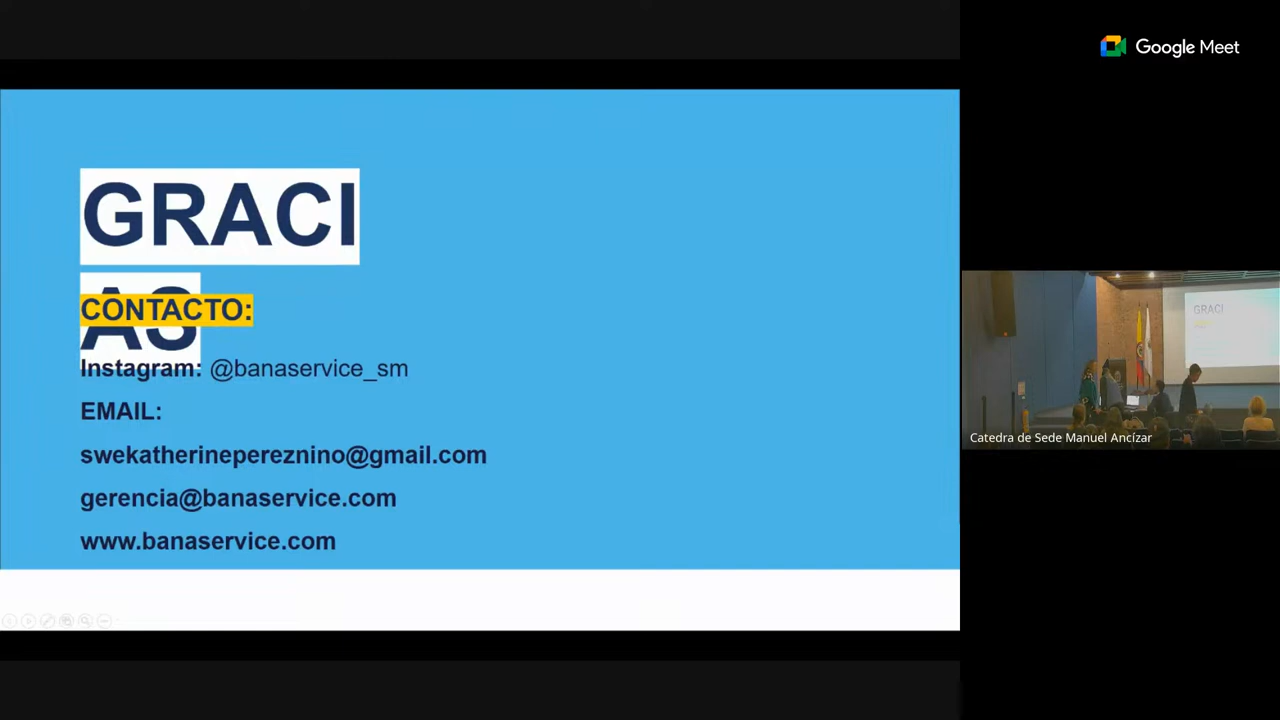 Google Meet
GRACI
AS
CONTACTO:
Instagram: @banaservice_sm
EMAIL:
swekatherinepereznino@gmail.com
gerencia@banaservice.com
www.banaservice.com
GRACI
Catedra de Sede Manuel Ancízar